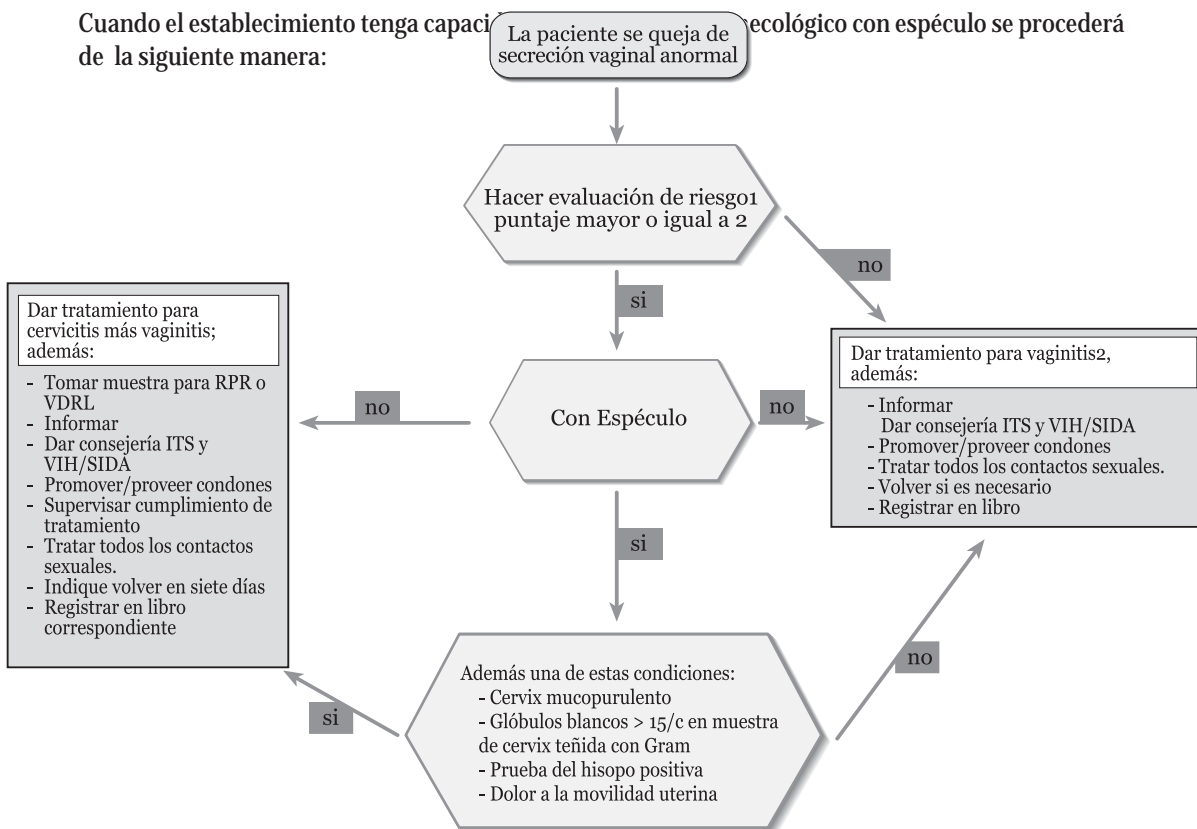 Cuando el establecimiento tenga capaci
ecológico con espéculo se procederá
de la siguiente manera:
La paciente se queja de
secreción vaginal anormal
Hacer evaluación de riesgo1
puntaje mayor o igual a 2
no
si
Dar tratamiento para
cervicitis más vaginitis;
además:
- Tomar muestra para RPR o
VDRL
- Informar
- Dar consejería ITS y
VIH/SIDA
- Promover/proveer condones
- Supervisar cumplimiento de
tratamiento
- Tratar todos los contactos
sexuales.
- Indique volver en siete días
- Registrar en libro
correspondiente
no
Con Espéculo
no
Dar tratamiento para vaginitis2,
además:
- Informar
Dar consejería ITS y VIH/SIDA
- Promover/proveer condones
- Tratar todos los contactos sexuales.
- Volver si es necesario
- Registrar en libro
si
Además una de estas condiciones:
- Cervix mucopurulento
- Glóbulos blancos > 15/c en muestra
de cervix teñida con Gram
- Prueba del hisopo positiva
- Dolor a la movilidad uterina
si
no